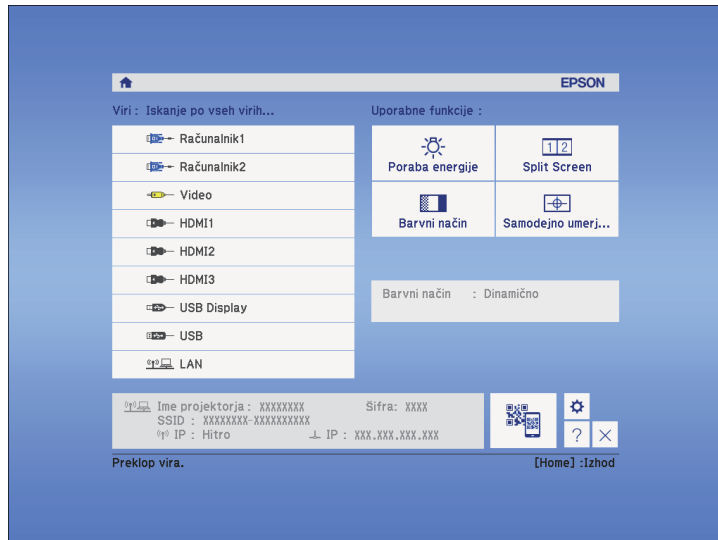 EPSON
Viri : Iskanje po vseh virih...
Računalnik1
Računalnik2
Video
HDMI1
HDMI2
HDMI3
USB Display
USB
LAN
Uporabne funkcije :
Poraba energije
1 2
Split Screen
Barvni način
Samodejno umerj...
Barvni način : Dinamično
Ime projektorja : XXXXXXXX Šifra: XXXX
SSID : XXXXXXXX-XXXXXXXXXX
IP : Hitro IP : XXX.XXX.XXX.XXX
?
Preklop vira. [Home] :Izhod